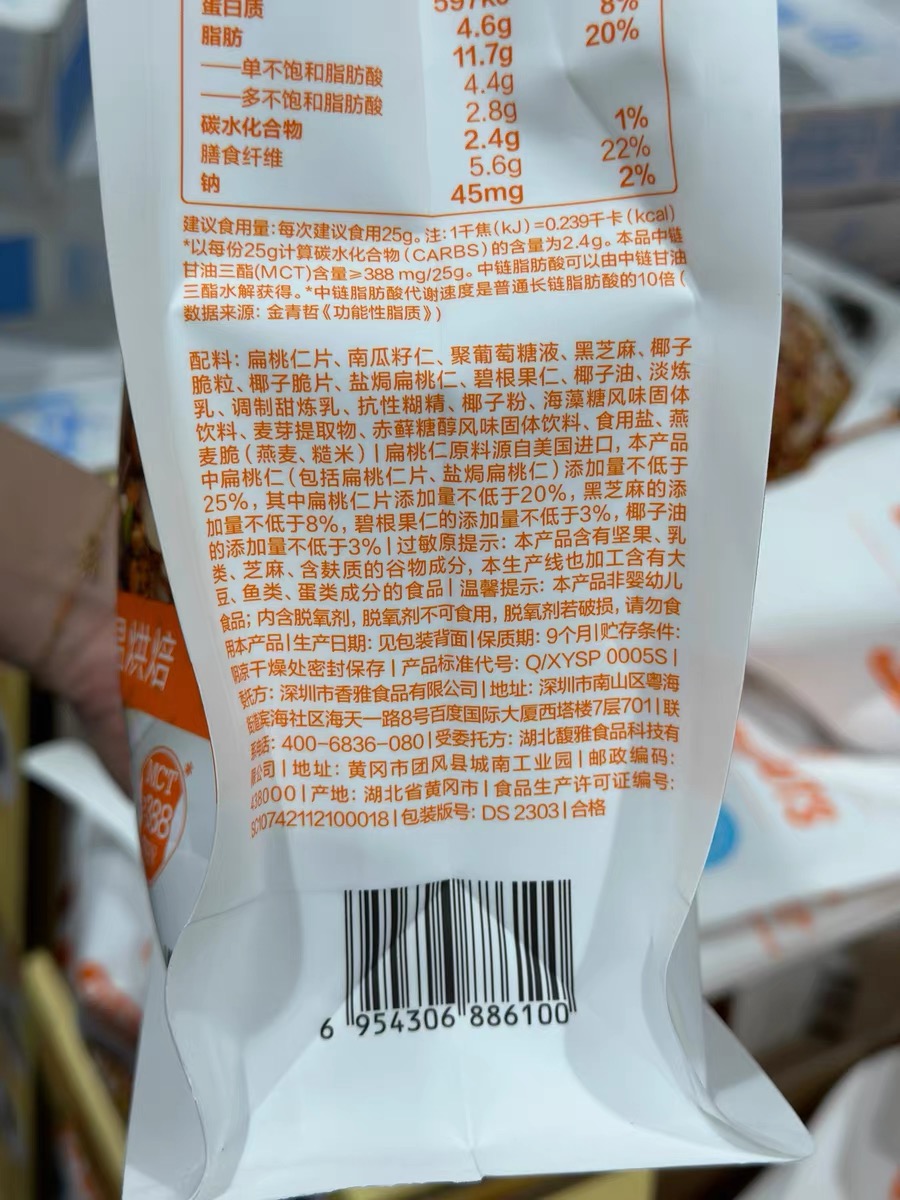 蛋白质 597kJ 8%
脂肪 4.6g 20%
11.7g
——单不饱和脂肪酸 4.4g
——多不饱和脂肪酸 2.8g
碳水化合物 2.4g 1%
膳食纤维 5.6g 22%
钠 45mg 2%
建议食用量:每次建议食用25g。注:1千焦(kJ)=0.239千卡(kcal)
*以每份25g计算碳水化合物(CARBS)的含量为2.4g。本品中链
甘油三酯(MCT)含量≥388 mg/25g。中链脂肪酸可以由中链甘油
三酯水解获得。*中链脂肪酸代谢速度是普通长链脂肪酸的10倍(
数据来源: 金青哲《功能性脂质》)
配料: 扁桃仁片、南瓜籽仁、聚葡萄糖液、黑芝麻、椰子
脆粒、椰子脆片、盐焗扁桃仁、碧根果仁、椰子油、淡炼
乳、调制甜炼乳、抗性糊精、椰子粉、海藻糖风味固体
饮料、麦芽提取物、赤藓糖醇风味固体饮料、食用盐、燕
麦脆(燕麦、糙米)|扁桃仁原料源自美国进口, 本产品
中扁桃仁(包括扁桃仁片、盐焗扁桃仁)添加量不低于
25%, 其中扁桃仁片添加量不低于20%, 黑芝麻的添
加量不低于8%, 碧根果仁的添加量不低于3%, 椰子油
的添加量不低于3%|过敏原提示: 本产品含有坚果、乳
类、芝麻、含麸质的谷物成分, 本生产线也加工含有大
豆、鱼类、蛋类成分的食品|温馨提示: 本产品非婴幼儿
食品; 内含脱氧剂, 脱氧剂不可食用, 脱氧剂若破损, 请勿食
用本产品|生产日期: 见包装背面|保质期: 9个月|贮存条件:
阴凉干燥处密封保存|产品标准代号: Q/XYSP 0005S|
委托方: 深圳市香雅食品有限公司|地址: 深圳市南山区粤海
街道滨海社区海天一路8号百度国际大厦西塔楼7层701|联
系电话: 400-6836-080|受委托方: 湖北馥雅食品科技有
限公司|地址: 黄冈市团风县城南工业园|邮政编码:
438000|产地: 湖北省黄冈市|食品生产许可证编号:
SC10742112100018|包装版号: DS 2303|合格
烘焙
MCT*
388
6 954306 886100